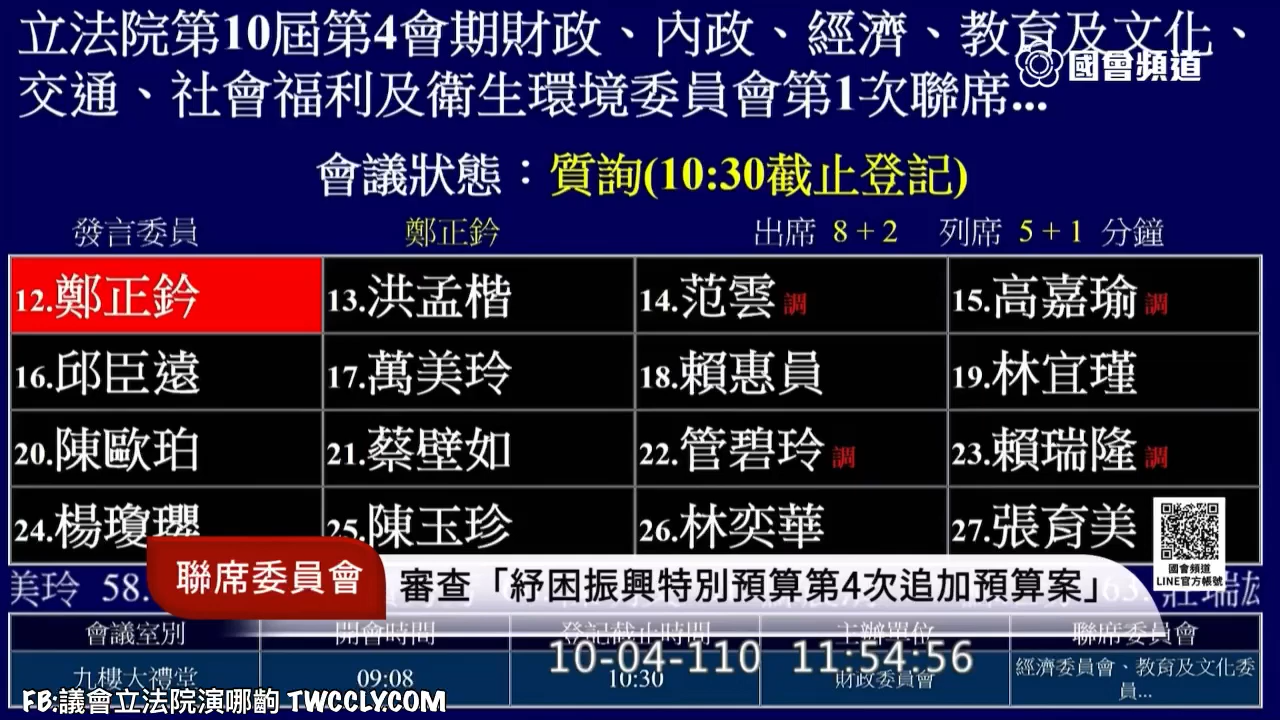 立法院第10屆第4會期財政、內政、經濟、教育及文化、
國會頻道
交通、社會福利及衛生環境委員會第1次聯席...
會議狀態：質詢(10:30截止登記)
發言委員 鄭正鈐 出席 8 + 2 列席 5 + 1 分鐘
12.鄭正鈐 13.洪孟楷 14.范雲調 15.高嘉瑜調
16.邱臣遠 17.萬美玲 18.賴惠員 19.林宜瑾
20.陳歐珀 21.蔡壁如 22.管碧玲調 23.賴瑞隆調
24.楊瓊瓔 25.陳玉珍 26.林奕華 27.張育美
國會頻道
LINE官方帳號
美玲 58. 63. 莊瑞
聯席委員會 審查「紓困振興特別預算第4次追加預算案」
會議室別 開會時間 登記截止時間 主辦單位 聯席委員會
九樓大禮堂 09:08 10:30 財政委員會 經濟委員會、教育及文化委員...
10-04-110 11:54:56
FB:議會立法院演哪齣 TWCCLY.COM